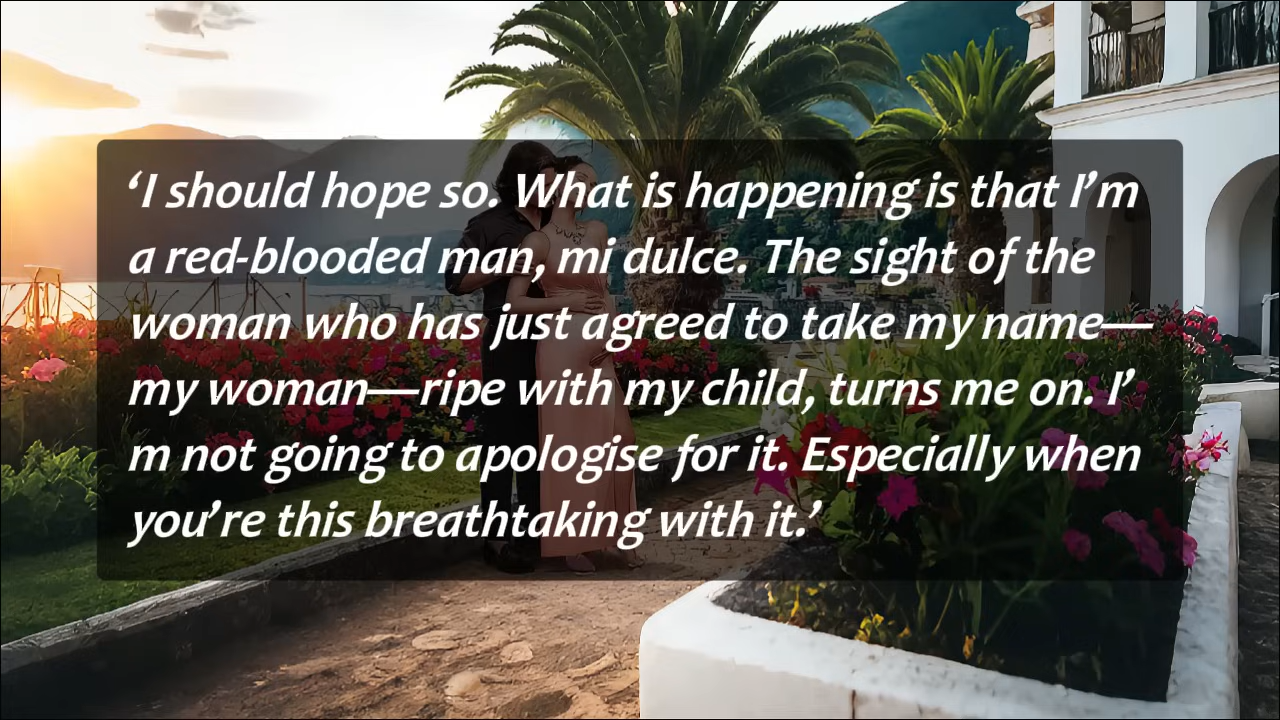 ‘I should hope so. What is happening is that I’m
a red-blooded man, mi dulce. The sight of the
woman who has just agreed to take my name—
my woman—ripe with my child, turns me on. I’
m not going to apologise for it. Especially when
you’re this breathtaking with it.’